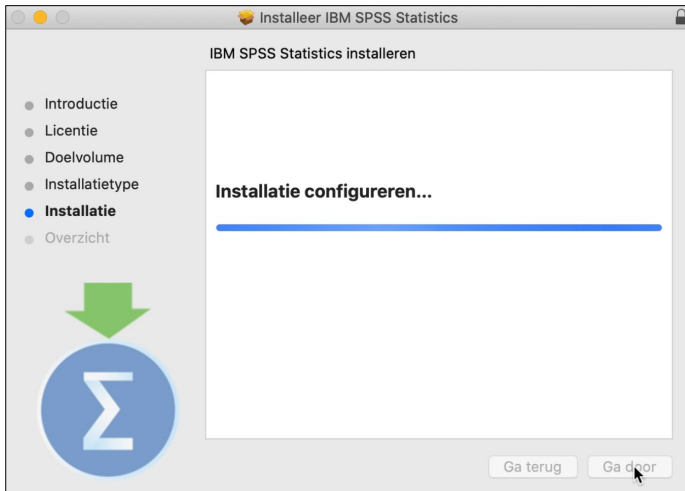 Installeer IBM SPSS Statistics
IBM SPSS Statistics installeren
Introductie
Licentie
Doelvolume
Installatietype
Installatie
Overzicht
Installatie configureren...
Σ
Ga terug
Ga door